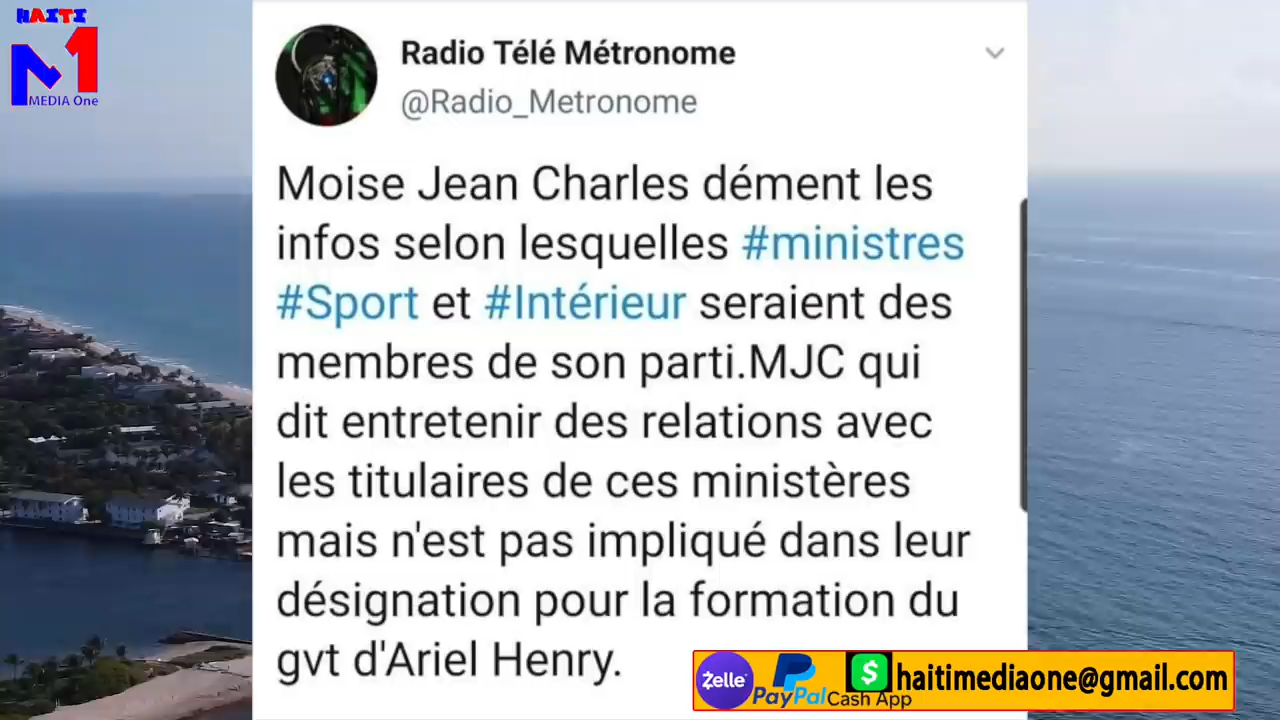 HAITI
M1
MEDIA One
Radio Télé Métronome
@Radio_Metronome
Moise Jean Charles dément les
infos selon lesquelles #ministres
#Sport et #Intérieur seraient des
membres de son parti.MJC qui
dit entretenir des relations avec
les titulaires de ces ministères
mais n'est pas impliqué dans leur
désignation pour la formation du
gvt d'Ariel Henry.
Zelle PayPal $ Cash App haitimediaone@gmail.com